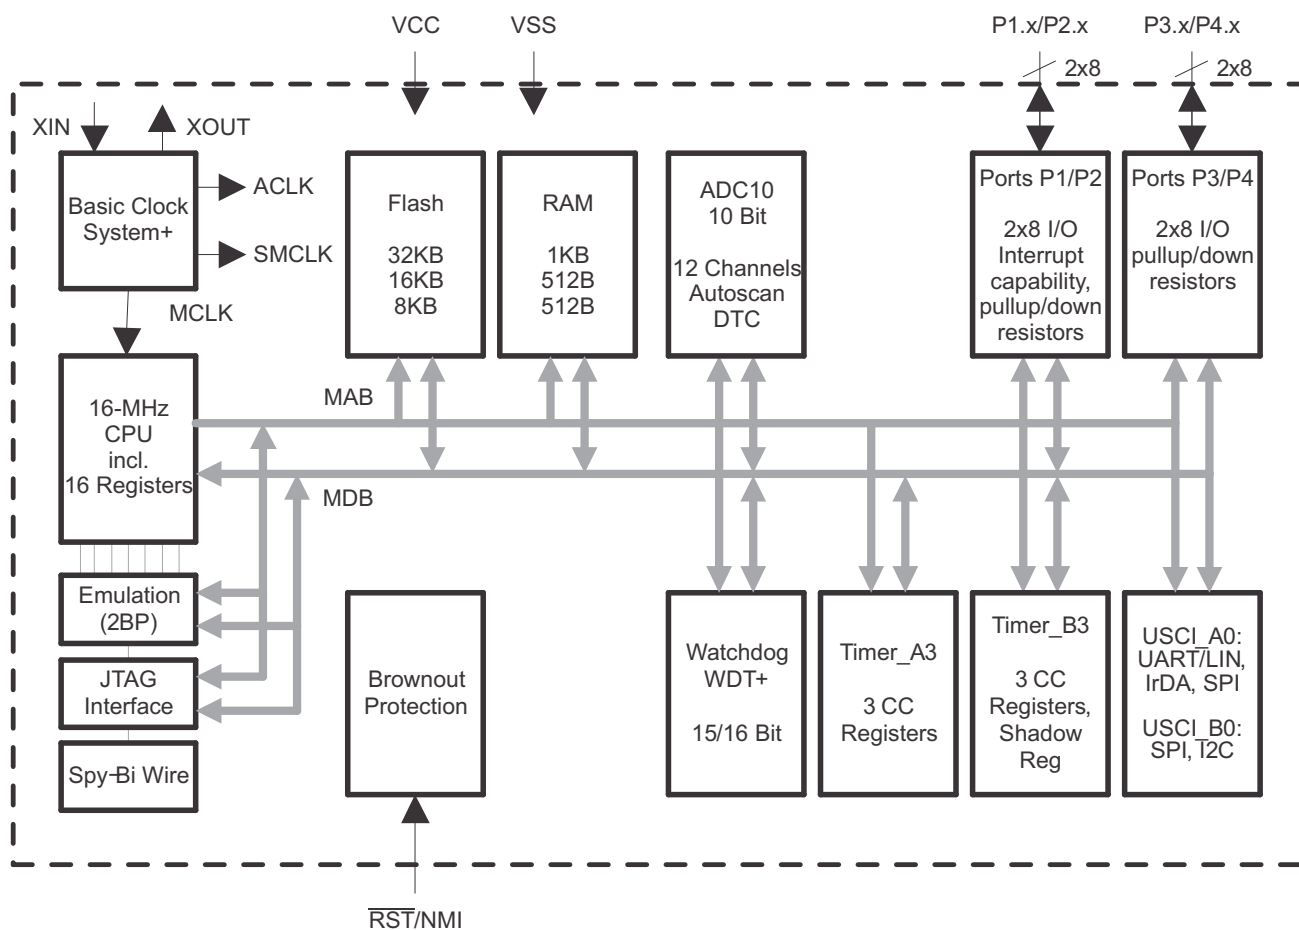 VCC
VSS
P1.x/P2.x
P3.x/P4.x
2x8
2x8
XIN
XOUT
Basic Clock
System+
ACLK
SMCLK
MCLK
Flash
32KB
16KB
8KB
RAM
1KB
512B
512B
ADC10
10 Bit
12 Channels
Autoscan
DTC
Ports P1/P2
2x8 I/O
Interrupt
capability,
pullup/down
resistors
Ports P3/P4
2x8 I/O
pullup/down
resistors
16-MHz
CPU
incl.
16 Registers
MAB
MDB
Emulation
(2BP)
JTAG
Interface
Spy-Bi Wire
Brownout
Protection
Watchdog
WDT+
15/16 Bit
Timer_A3
3 CC
Registers
Timer_B3
3 CC
Registers,
Shadow
Reg
USCI_A0:
UART/LIN,
IrDA, SPI
USCI_B0:
SPI, I2C
RST/NMI